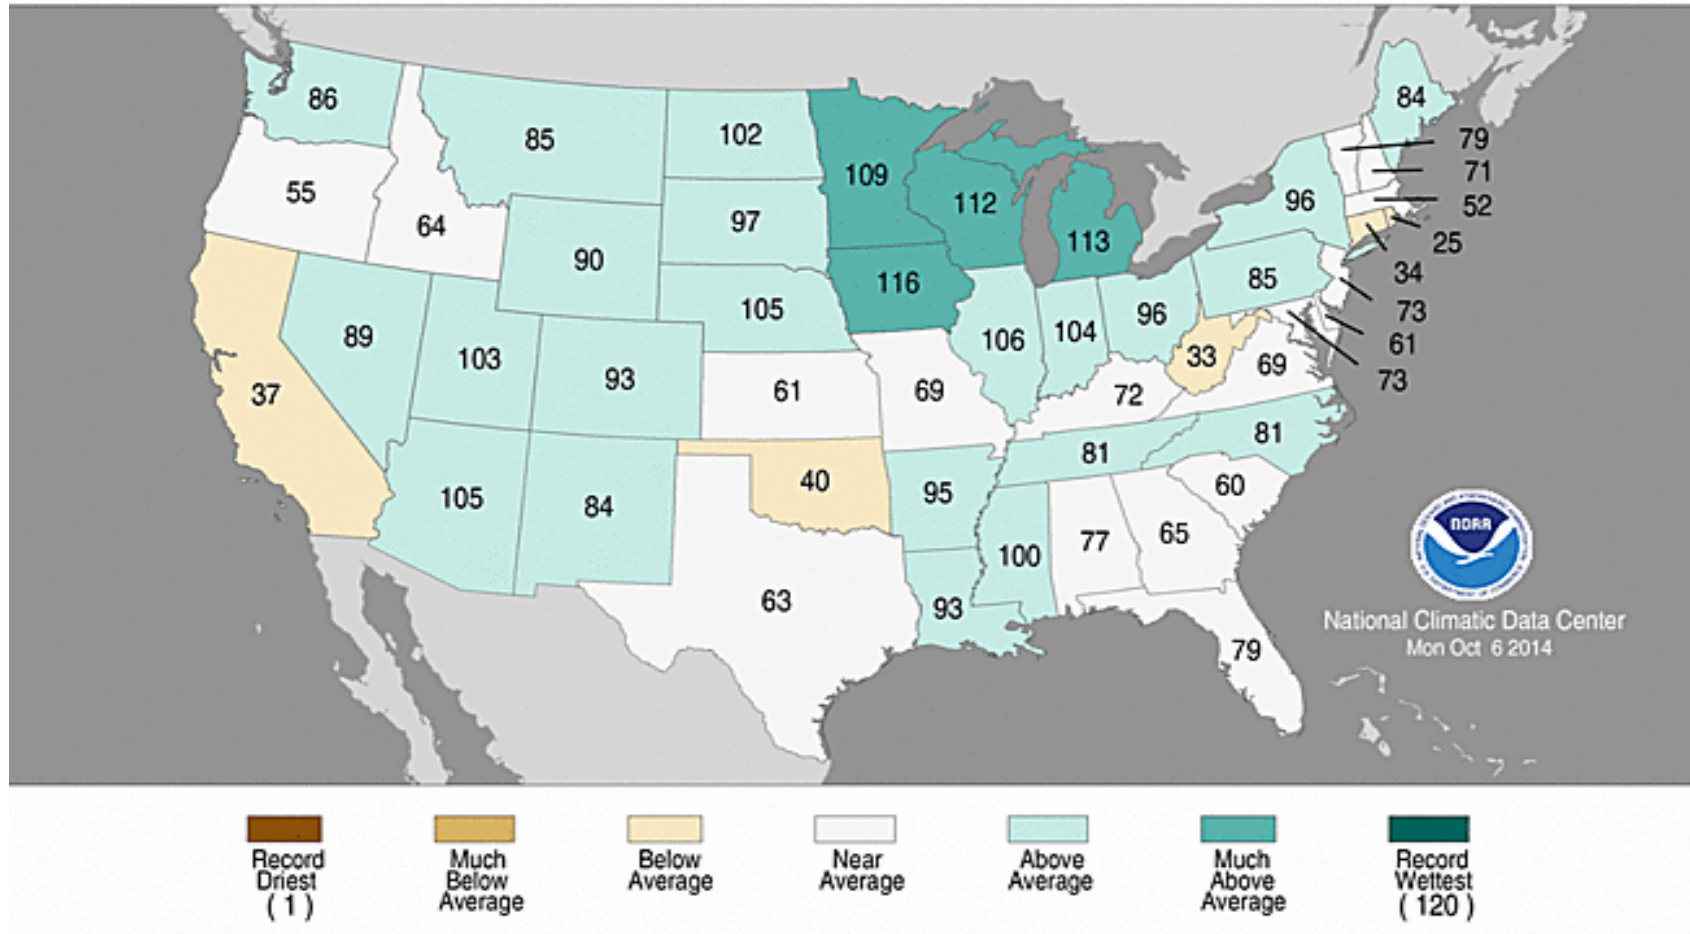 86
85
102
109
84
79
71
52
25
34
73
61
73
55
64
97
112
113
96
90
116
85
105
89
103
93
106
104
96
33
69
37
61
69
72
81
81
105
84
40
95
60
100
77
65
63
93
79
NOAA
National Climatic Data Center
Mon Oct 6 2014
Record
Driest
( 1 )
Much
Below
Average
Below
Average
Near
Average
Above
Average
Much
Above
Average
Record
Wettest
( 120 )